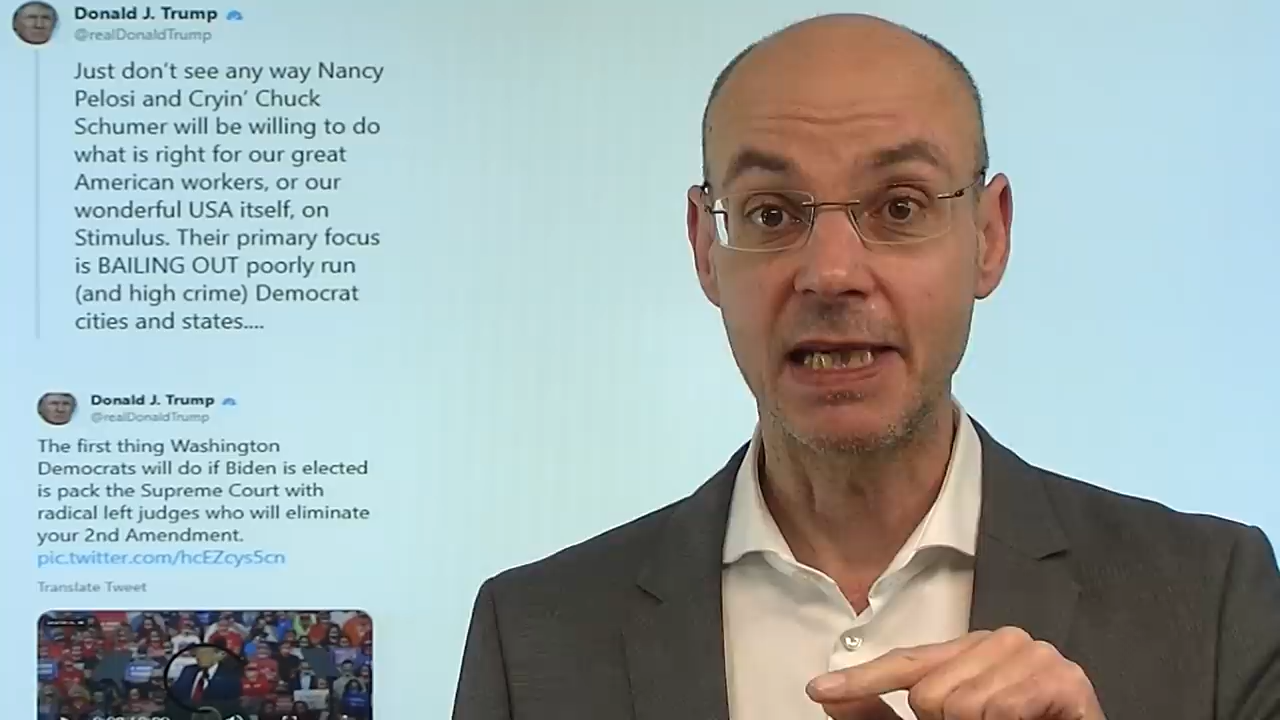 Donald J. Trump
@realDonaldTrump
Just don't see any way Nancy
Pelosi and Cryin' Chuck
Schumer will be willing to do
what is right for our great
American workers, or our
wonderful USA itself, on
Stimulus. Their primary focus
is BAILING OUT poorly run
(and high crime) Democrat
cities and states....
Donald J. Trump
@realDonaldTrump
The first thing Washington
Democrats will do if Biden is elected
is pack the Supreme Court with
radical left judges who will eliminate
your 2nd Amendment.
pic.twitter.com/hcEZcys5cn
Translate Tweet